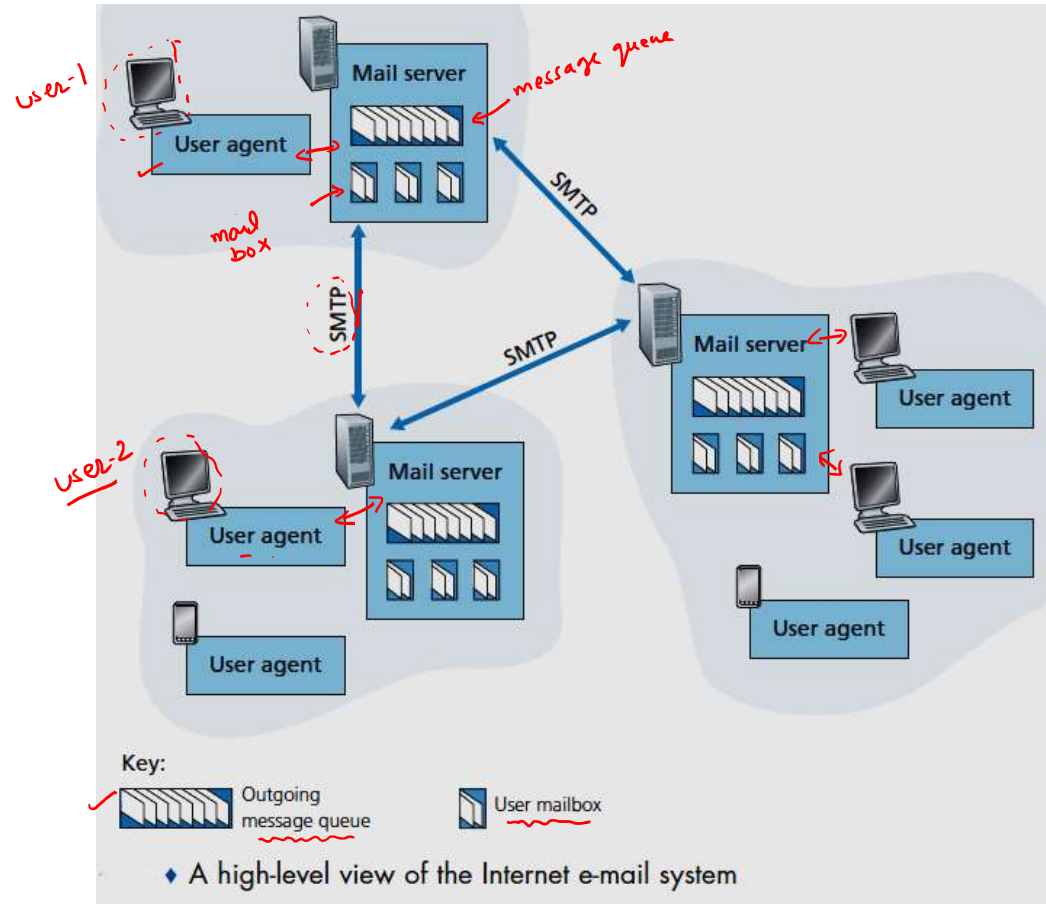 user-1
Mail server
message queue
User agent
mail
box
SMTP
SMTP
SMTP
Mail server
User agent
user-2
Mail server
User agent
User agent
User agent
User agent
Key:
Outgoing
message queue
User mailbox
♦ A high-level view of the Internet e-mail system